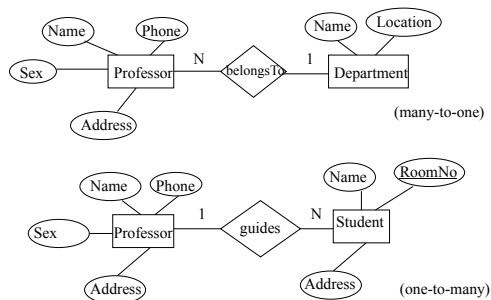 Name
Phone
Name
Location
Sex
Professor
N
belongsTo
1
Department
Address
(many-to-one)
Name
Phone
Name
RoomNo
Sex
Professor
1
guides
N
Student
Address
Address
(one-to-many)